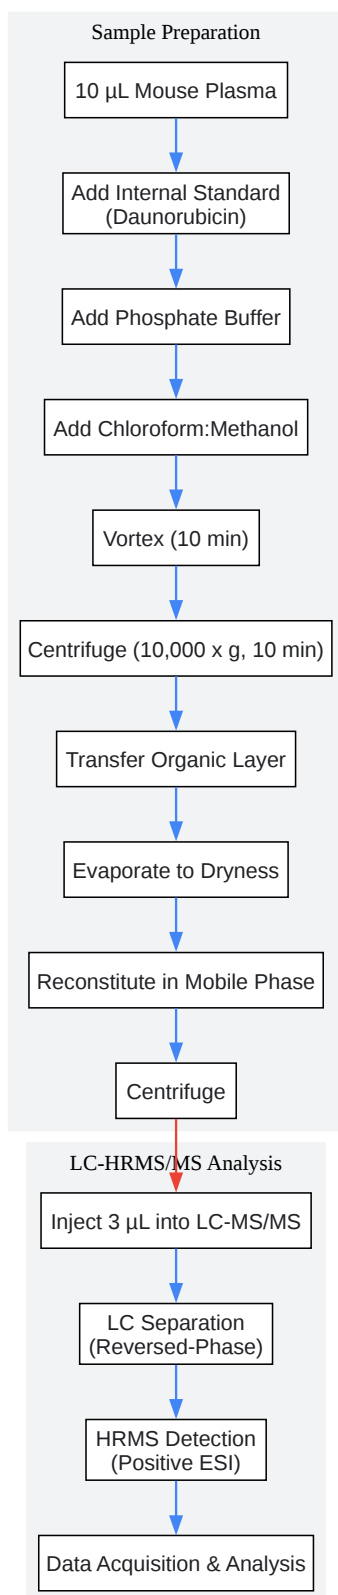 Sample Preparation
10 µL Mouse Plasma
Add Internal Standard
(Daunorubicin)
Add Phosphate Buffer
Add Chloroform:Methanol
Vortex (10 min)
Centrifuge (10,000 x g, 10 min)
Transfer Organic Layer
Evaporate to Dryness
Reconstitute in Mobile Phase
Centrifuge
LC-HRMS/MS Analysis
Inject 3 µL into LC-MS/MS
LC Separation
(Reversed-Phase)
HRMS Detection
(Positive ESI)
Data Acquisition & Analysis